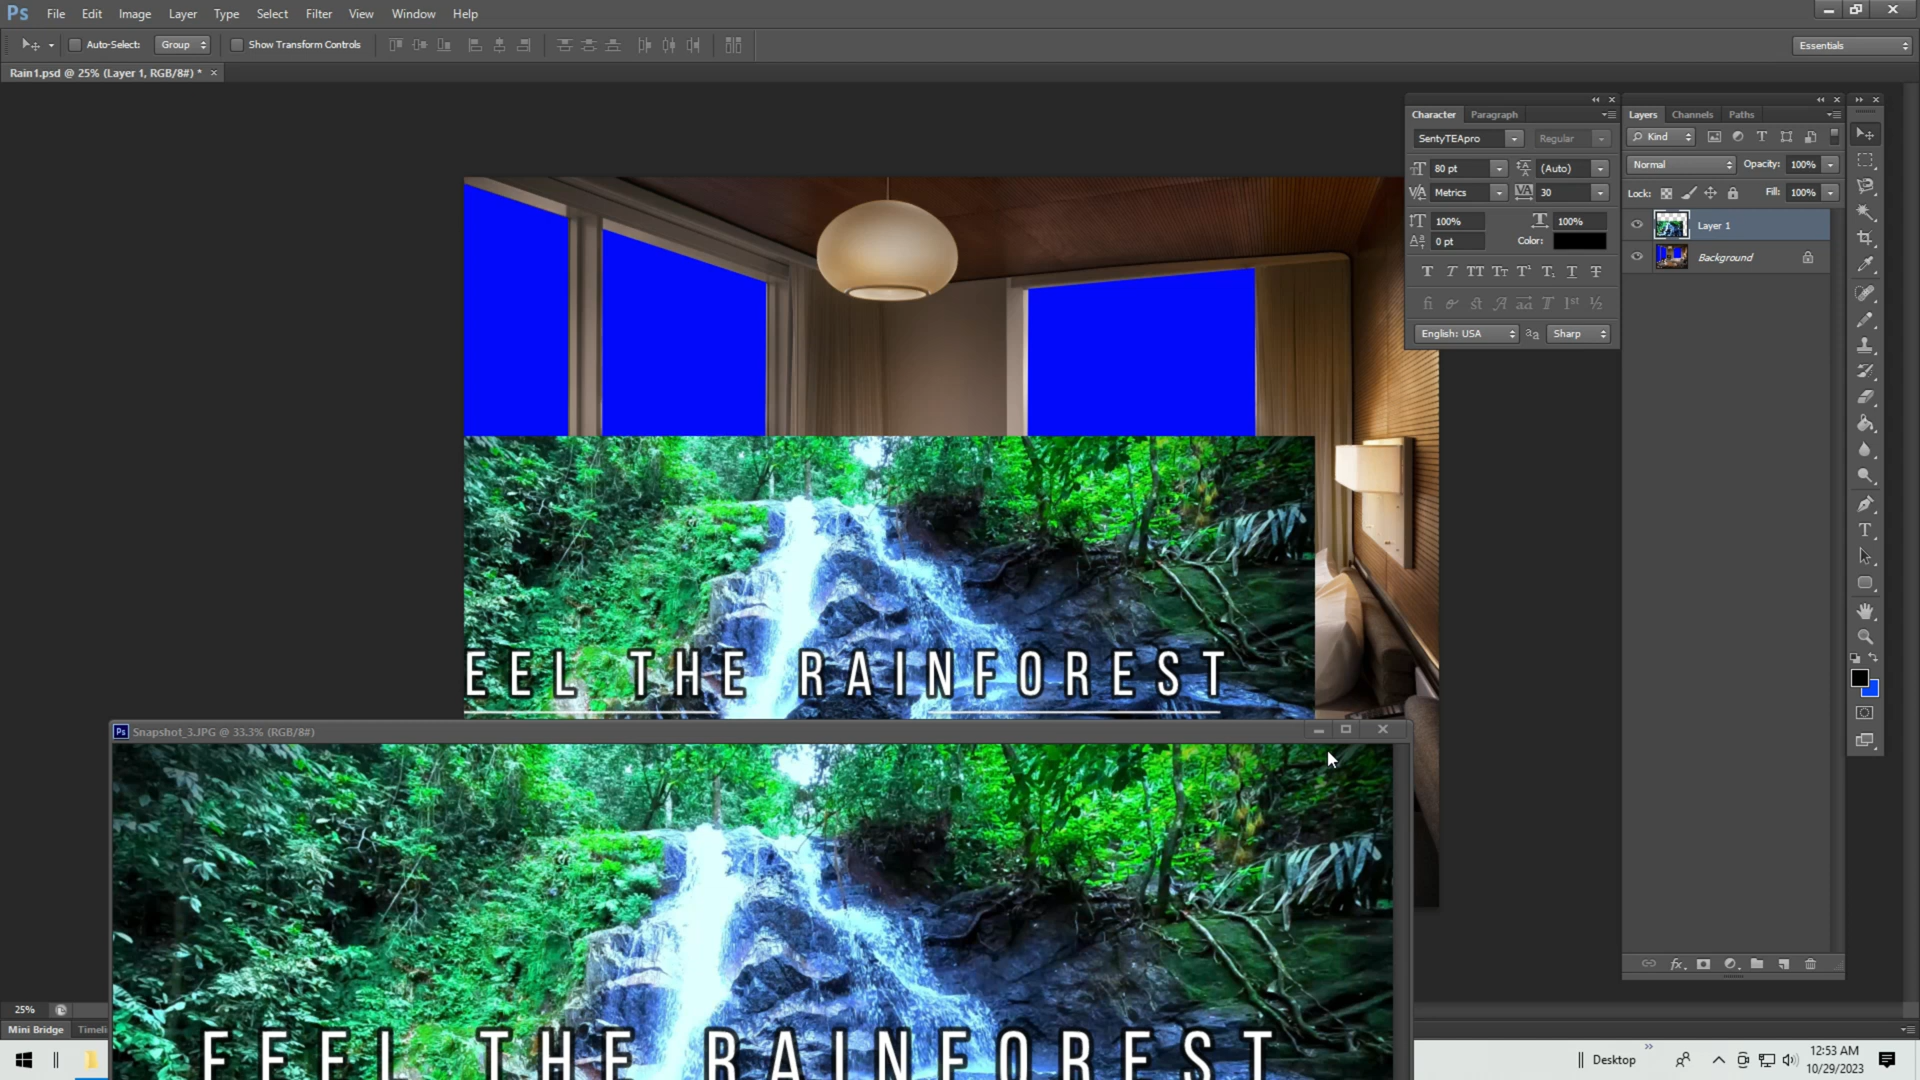 Ps File Edit Image Layer Type Select Filter View Window Help
Auto-Select: Group Show Transform Controls Essentials
Rain1.psd @ 25% (Layer 1, RGB/8#) * ×
Character Paragraph
SentyTEApro Regular
80 pt (Auto)
Metrics 30
100% 100%
0 pt Color:
English: USA Sharp
Layers Channels Paths
Kind
Normal Opacity: 100%
Lock: Fill: 100%
Layer 1
Background
EEL THE RAINFOREST
Ps Snapshot_3.JPG @ 33.3% (RGB/8#)
FEEL THE RAINFOREST
25%
Mini Bridge Timeli
Desktop
12:53 AM
10/29/2023